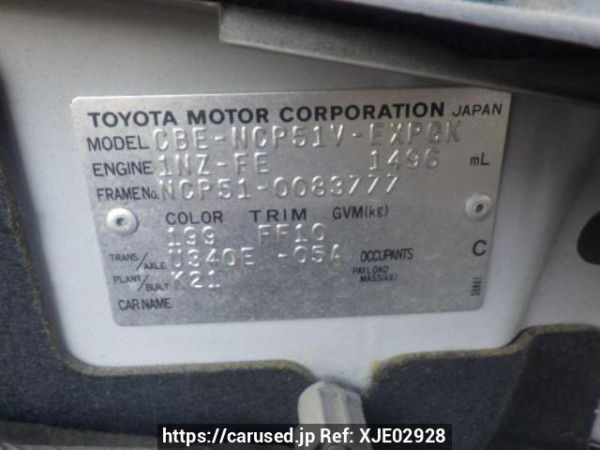 TOYOTA MOTOR CORPORATION JAPAN
MODEL CBE-NCP51V-EXPGK
ENGINE 1NZ-FE 1496 mL
FRAME No. NCP51-0083777
COLOR TRIM GVM(kg)
199 FF10
TRANS/AXLE U340E -05A OCCUPANTS C
PLANT/BUILT X21 PAYLOAD MASS(kg)
CAR NAME
https://carused.jp Ref: XJE02928